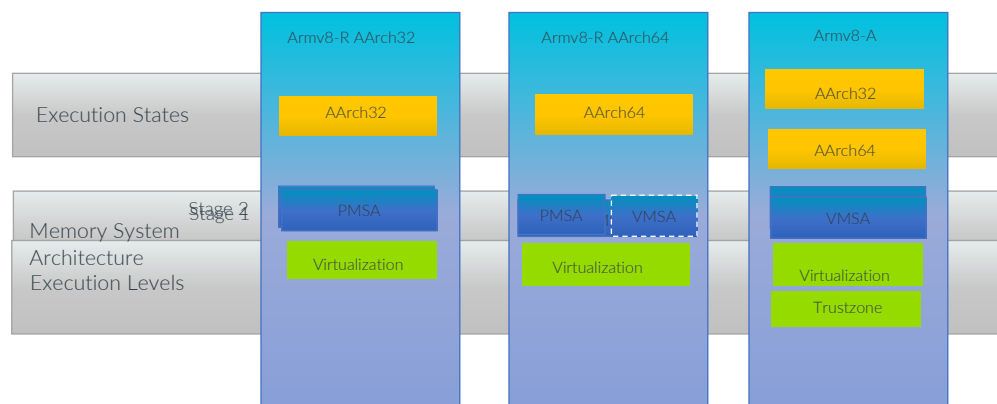 Armv8-R AArch32
Armv8-R AArch64
Armv8-A
Execution States
AArch32
AArch64
AArch32
AArch64
Stage 2
Stage 1
Memory System
Architecture
PMSA
PMSA
VMSA
VMSA
Execution Levels
Virtualization
Virtualization
Virtualization
Trustzone